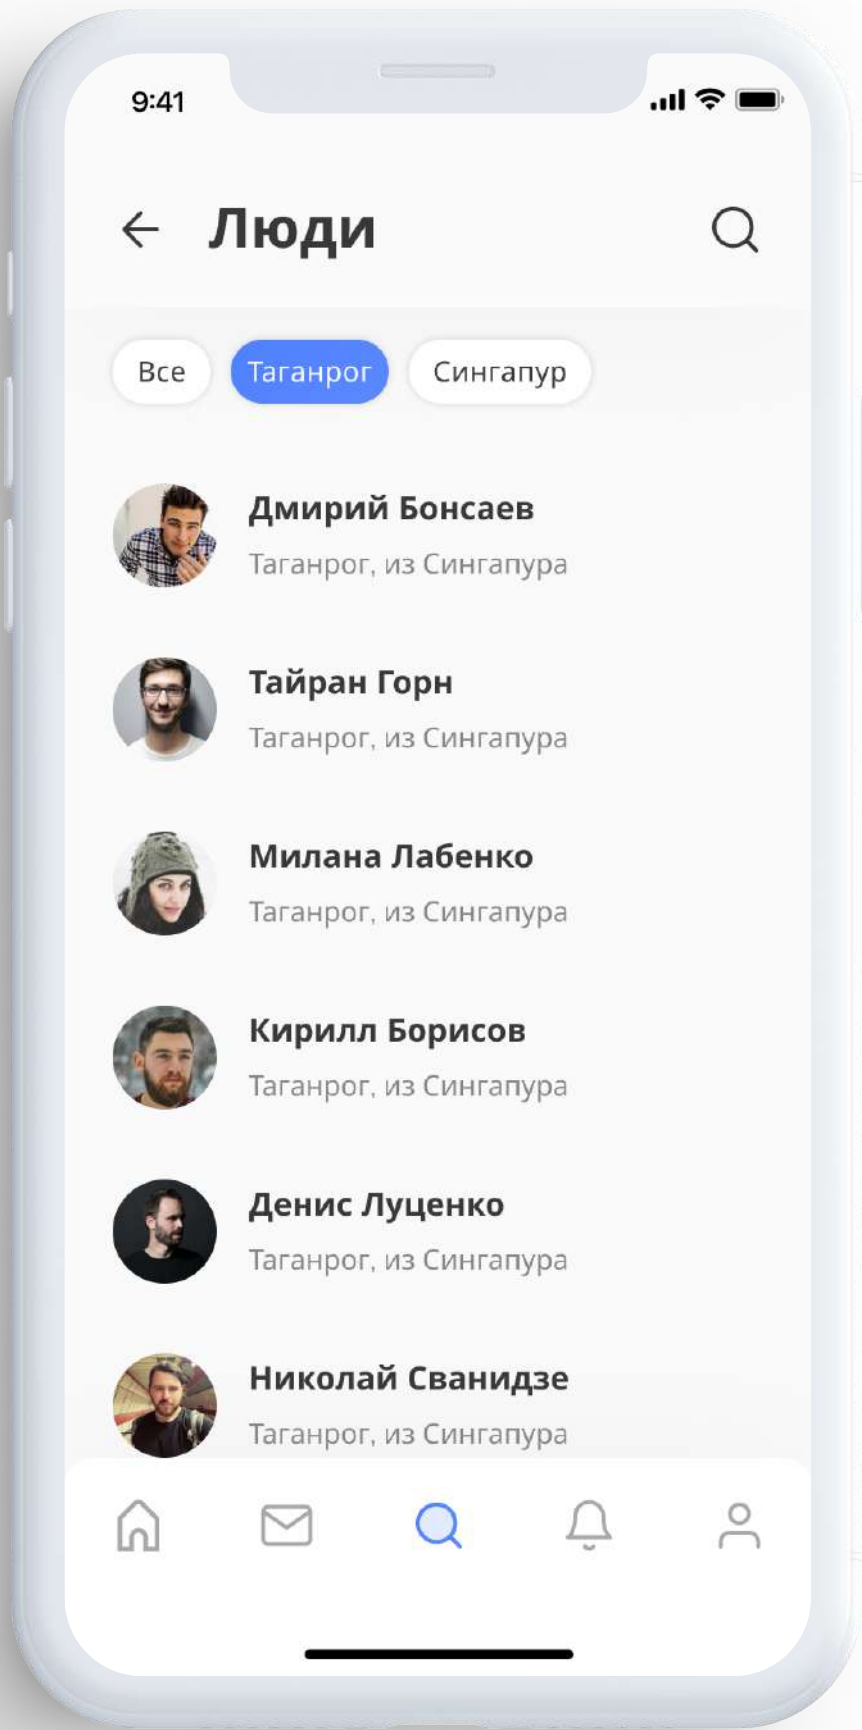 9:41
Люди
Все
Таганрог
Сингапур
Дмирий Бонсаев
Таганрог, из Сингапура
Тайран Горн
Таганрог, из Сингапура
Милана Лабенко
Таганрог, из Сингапура
Кирилл Борисов
Таганрог, из Сингапура
Денис Луценко
Таганрог, из Сингапура
Николай Сванидзе
Таганрог, из Сингапура